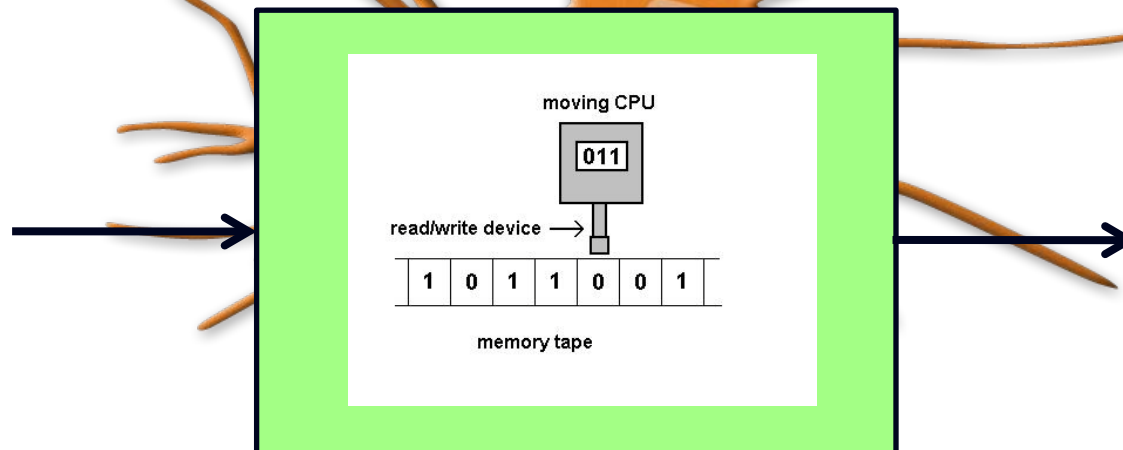 moving CPU
011
read/write device
1 0 1 1 0 0 1
memory tape